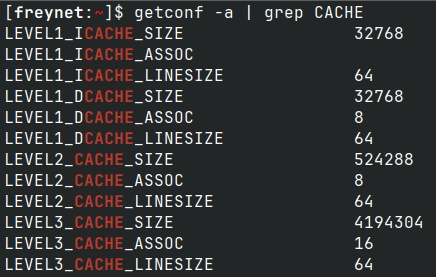 [freynet:~]$ getconf -a | grep CACHE
LEVEL1_ICACHE_SIZE                 32768
LEVEL1_ICACHE_ASSOC
LEVEL1_ICACHE_LINESIZE             64
LEVEL1_DCACHE_SIZE                 32768
LEVEL1_DCACHE_ASSOC                8
LEVEL1_DCACHE_LINESIZE             64
LEVEL2_CACHE_SIZE                  524288
LEVEL2_CACHE_ASSOC                 8
LEVEL2_CACHE_LINESIZE              64
LEVEL3_CACHE_SIZE                  4194304
LEVEL3_CACHE_ASSOC                 16
LEVEL3_CACHE_LINESIZE              64